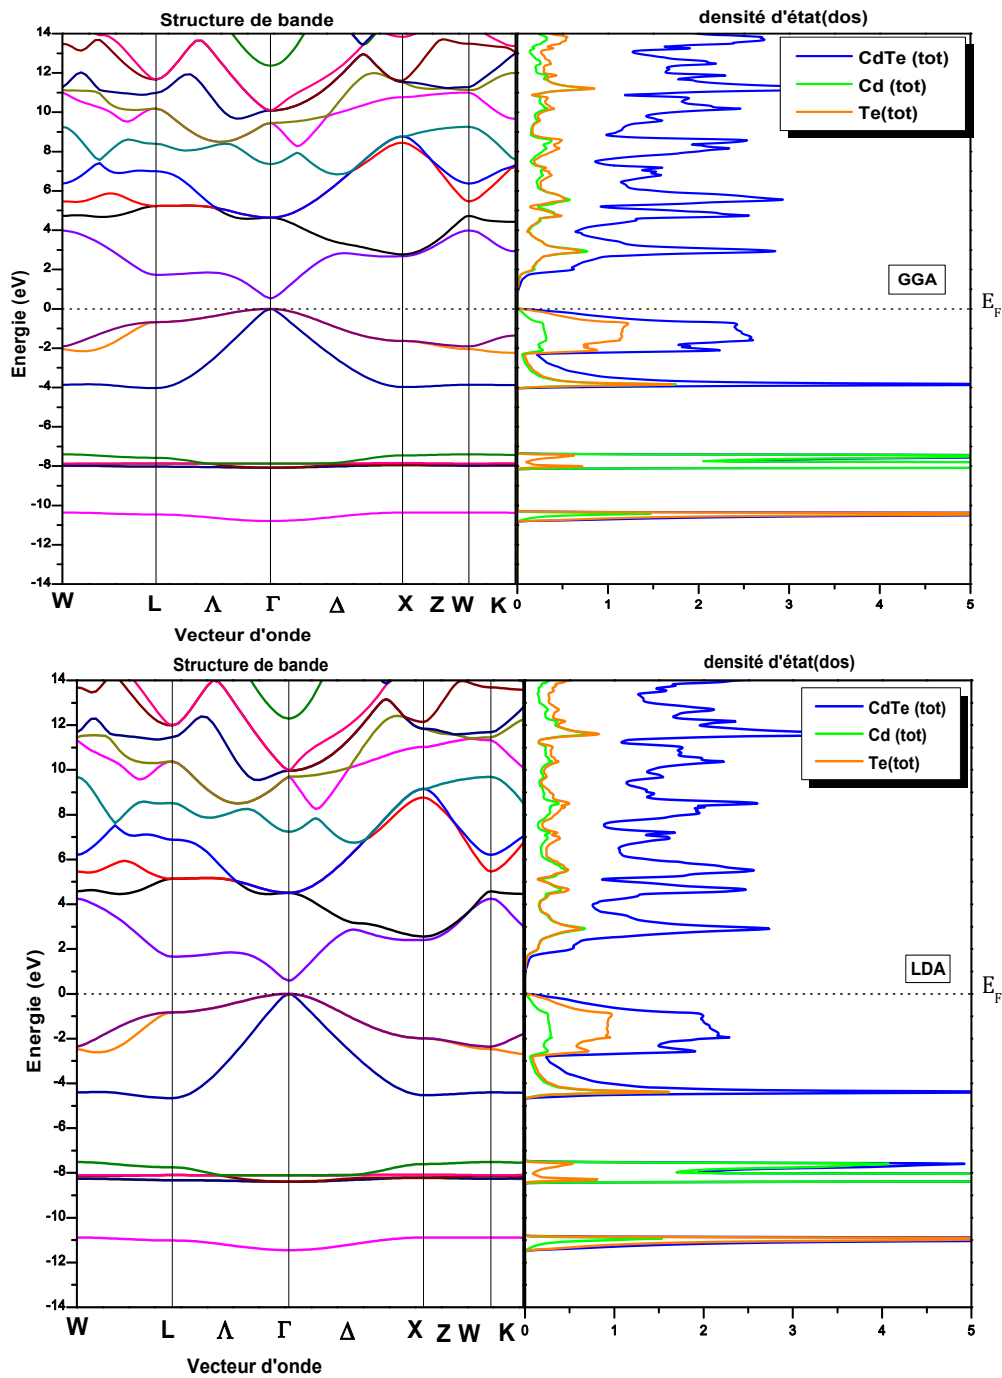 Structure de bande
densité d'état(dos)
14
12
10
8
6
4
2
0
-2
-4
-6
-8
-10
-12
-14
Energie (eV)
CdTe (tot)
Cd (tot)
Te(tot)
GGA
E_F
W L Λ Γ Δ X Z W K
0 1 2 3 4 5
Vecteur d'onde
Structure de bande
densité d'état(dos)
14
12
10
8
6
4
2
0
-2
-4
-6
-8
-10
-12
-14
Energie (eV)
CdTe (tot)
Cd (tot)
Te(tot)
LDA
E_F
W L Λ Γ Δ X Z W K
0 1 2 3 4 5
Vecteur d'onde